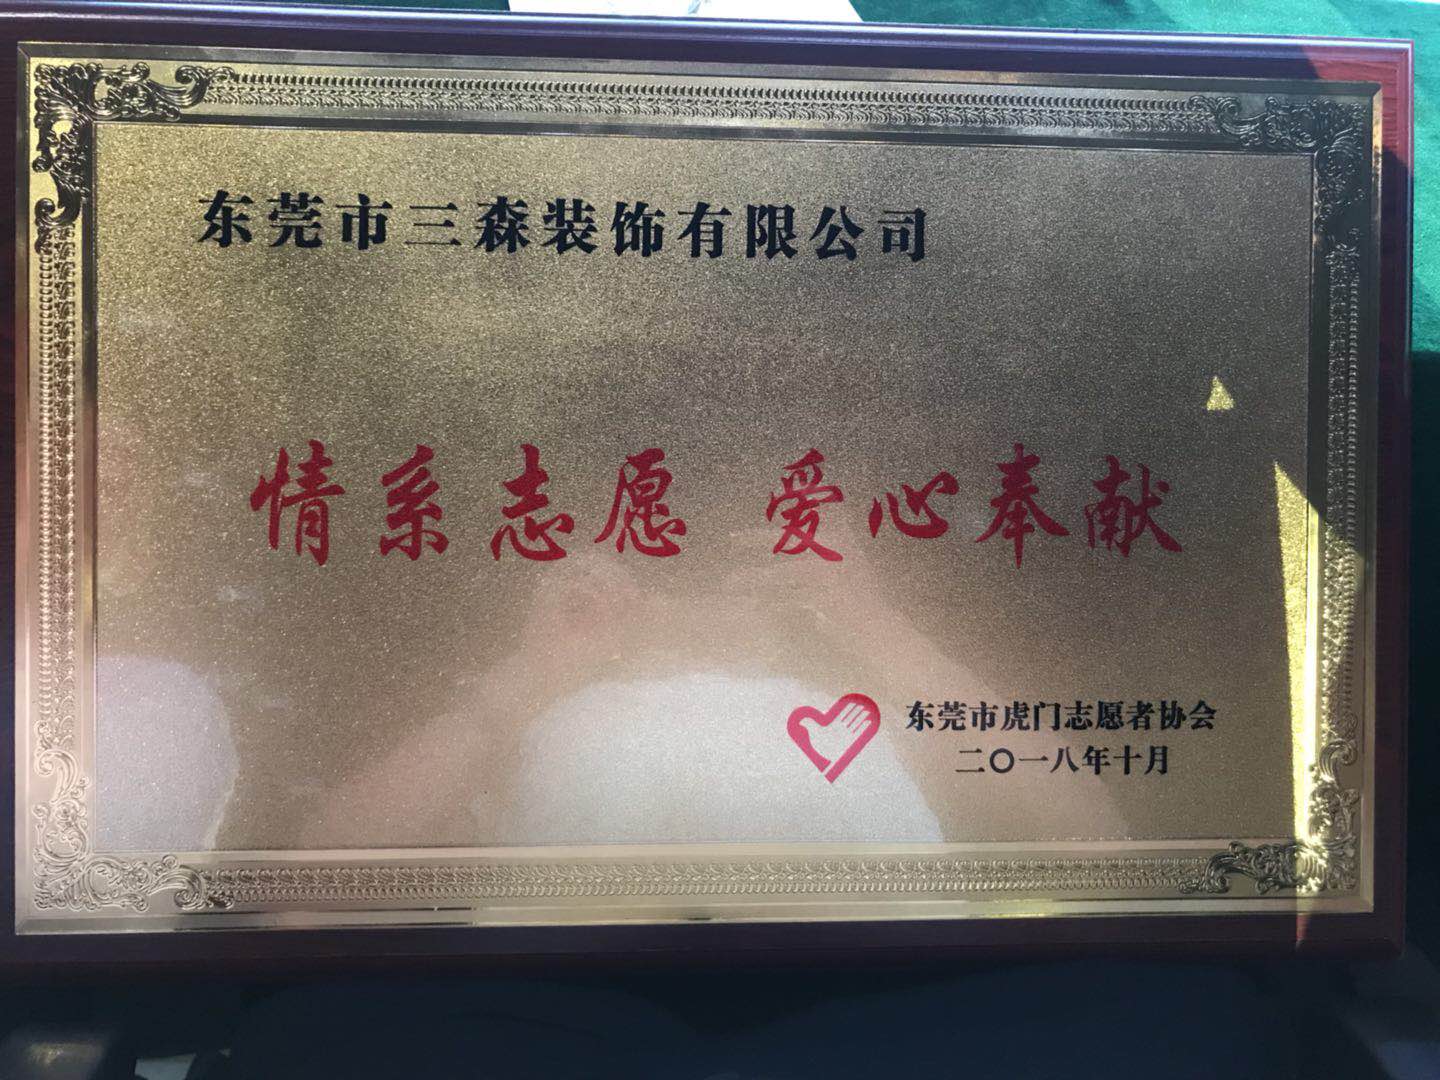 东莞市三森装饰有限公司
情系志愿 爱心奉献
东莞市虎门志愿者协会
二〇一八年十月